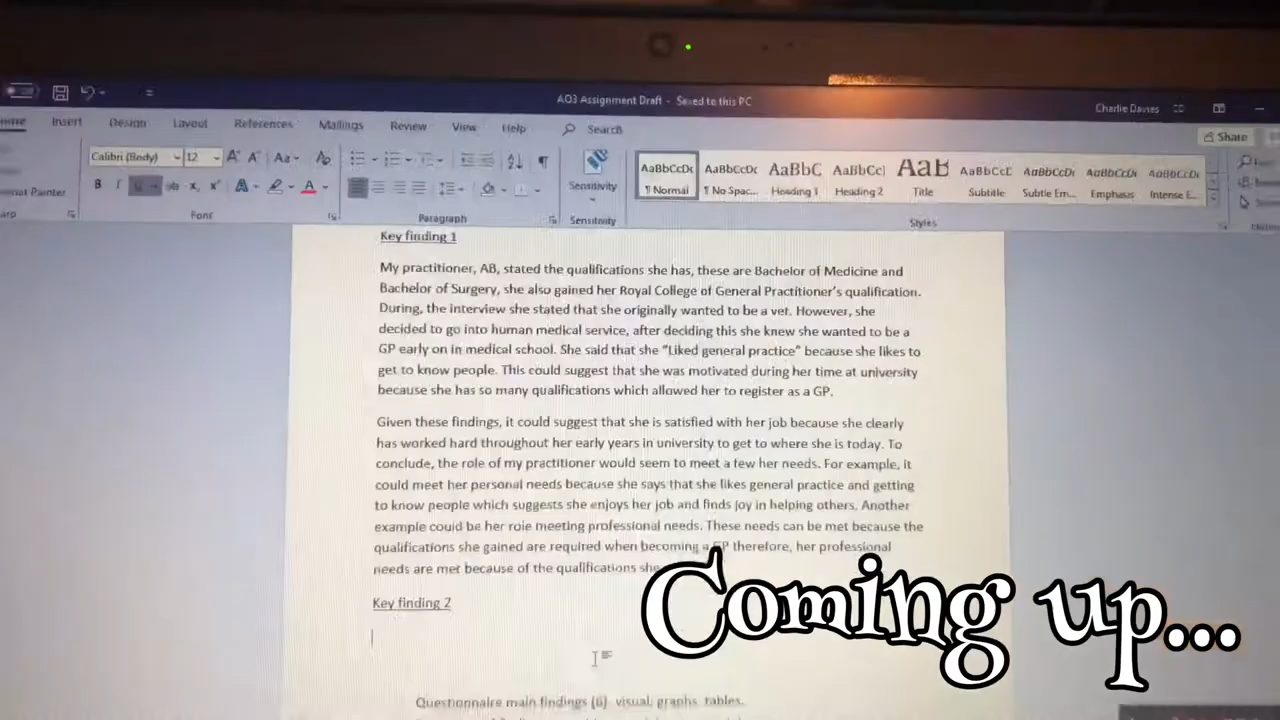 AO3 Assignment Draft - Saved to this PC
Charlie Davies
Insert Design Layout References Mailings Review View Help Search
Share
Calibri (Body) 12
Sensitivity
AaBbCcDc AaBbCcDc AaBbC AaBbCc AaB AaBbCcD AaBbCcDc AaBbCcDc AaBbCcDc
¶ Normal ¶ No Spac... Heading 1 Heading 2 Title Subtitle Subtle Em... Emphasis Intense E...
Font Paragraph Sensitivity Styles
Key finding 1
My practitioner, AB, stated the qualifications she has, these are Bachelor of Medicine and
Bachelor of Surgery, she also gained her Royal College of General Practitioner's qualification.
During, the interview she stated that she originally wanted to be a vet. However, she
decided to go into human medical service, after deciding this she knew she wanted to be a
GP early on in medical school. She said that she "Liked general practice" because she likes to
get to know people. This could suggest that she was motivated during her time at university
because she has so many qualifications which allowed her to register as a GP.
Given these findings, it could suggest that she is satisfied with her job because she clearly
has worked hard throughout her early years in university to get to where she is today. To
conclude, the role of my practitioner would seem to meet a few her needs. For example, it
could meet her personal needs because she says that she likes general practice and getting
to know people which suggests she enjoys her job and finds joy in helping others. Another
example could be her role meeting professional needs. These needs can be met because the
qualifications she gained are required when becoming a GP therefore, her professional
needs are met because of the qualifications she
Key finding 2
Coming up...
Questionnaire main findings (6) visual, graphs, tables.